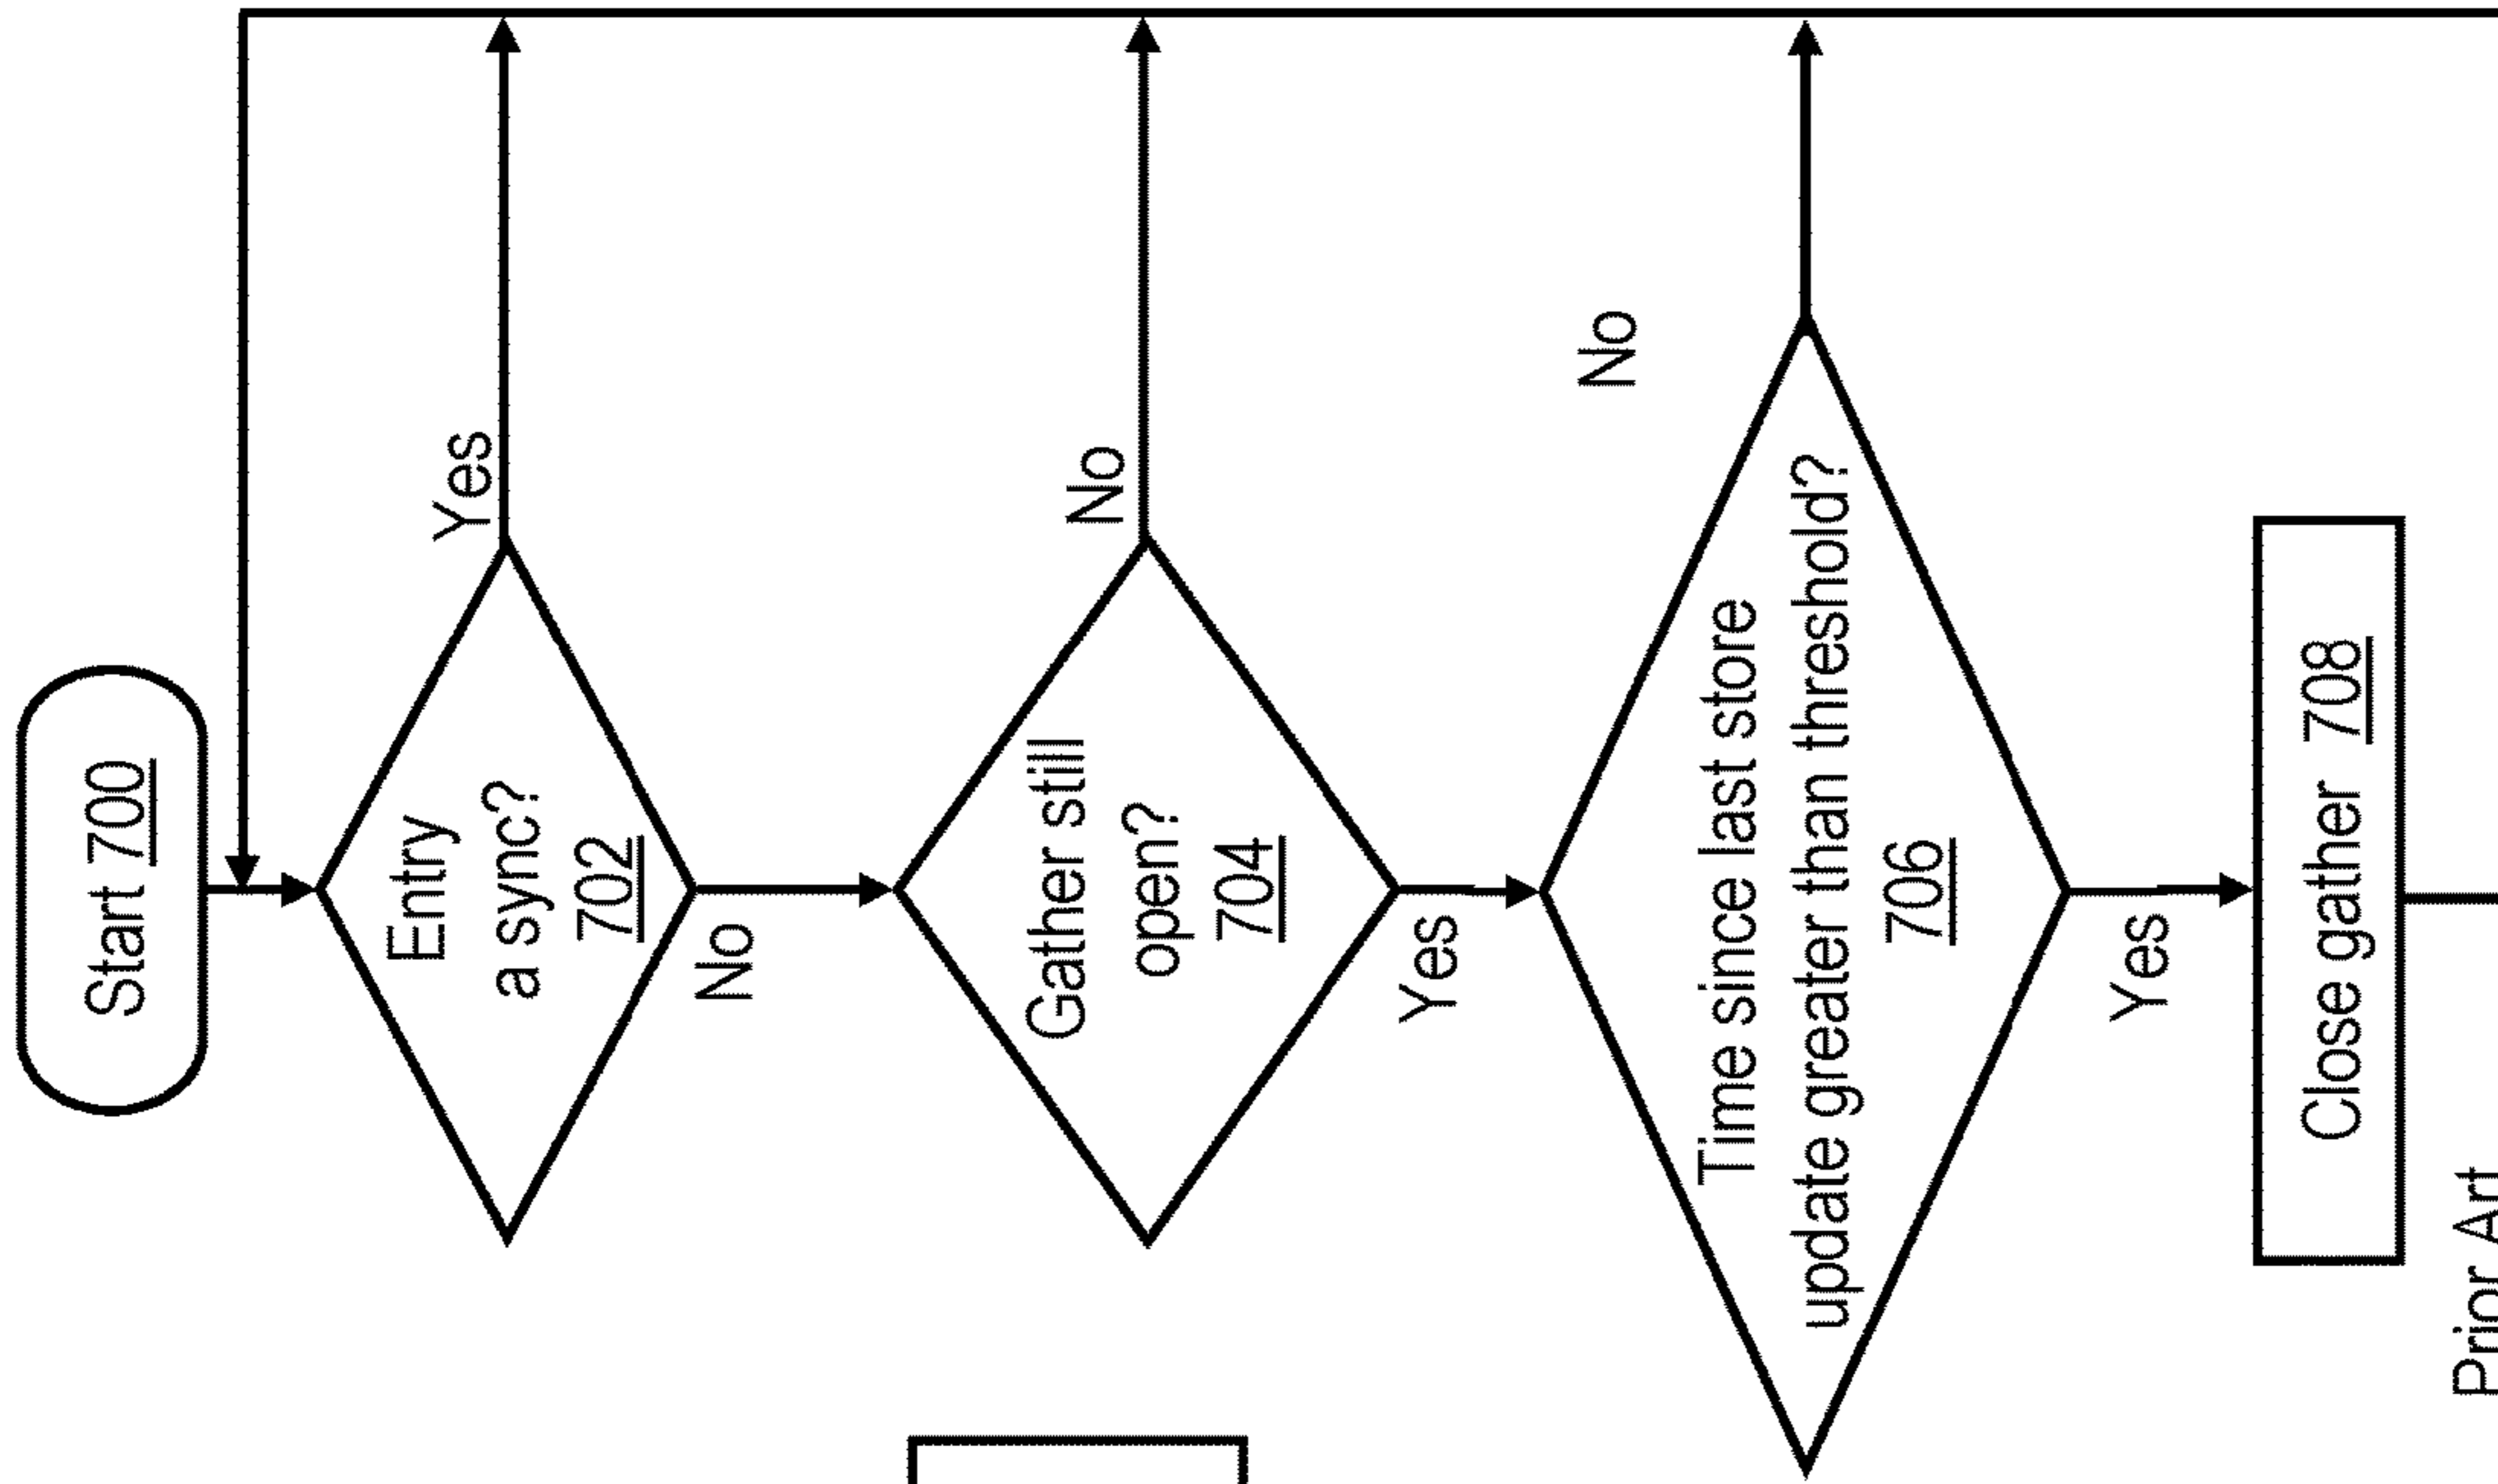 Start 700
Entry
a sync?
702
Yes
No
Gather still
open?
704
No
Yes
Time since last store
update greater than threshold?
706
No
Yes
Close gather 708
Prior Art